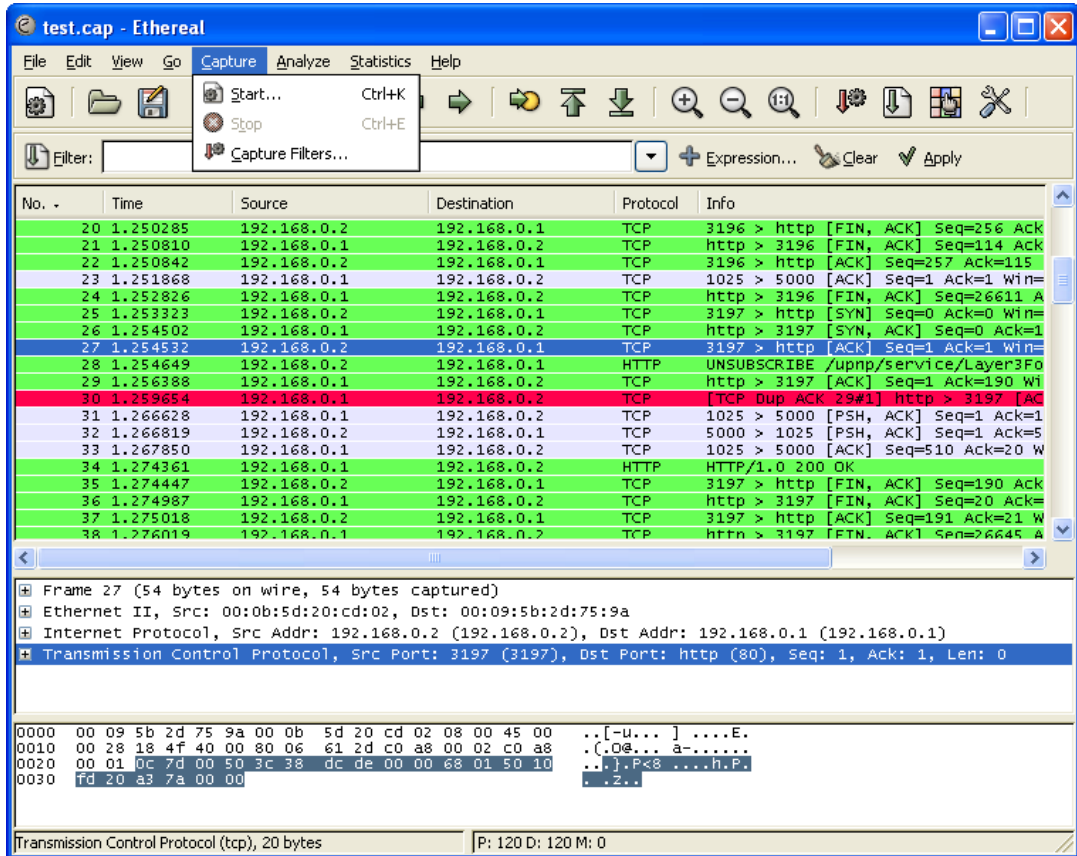 test.cap - Ethereal
File Edit View Go Capture Analyze Statistics Help
Start... Ctrl+K
Stop Ctrl+E
Capture Filters...
Filter: Expression... Clear Apply
No. Time Source Destination Protocol Info
20 1.250285 192.168.0.2 192.168.0.1 TCP 3196 > http [FIN, ACK] Seq=256 Ack
21 1.250810 192.168.0.1 192.168.0.2 TCP http > 3196 [FIN, ACK] Seq=114 Ack
22 1.250842 192.168.0.2 192.168.0.1 TCP 3196 > http [ACK] Seq=257 Ack=115
23 1.251868 192.168.0.1 192.168.0.2 TCP 1025 > 5000 [ACK] Seq=1 Ack=1 Win=
24 1.252826 192.168.0.1 192.168.0.2 TCP http > 3196 [FIN, ACK] Seq=26611 A
25 1.253323 192.168.0.2 192.168.0.1 TCP 3197 > http [SYN] Seq=0 Ack=0 Win=
26 1.254502 192.168.0.1 192.168.0.2 TCP http > 3197 [SYN, ACK] Seq=0 Ack=1
27 1.254532 192.168.0.2 192.168.0.1 TCP 3197 > http [ACK] Seq=1 Ack=1 Win=
28 1.254649 192.168.0.2 192.168.0.1 HTTP UNSUBSCRIBE /upnp/service/Layer3Fo
29 1.256388 192.168.0.1 192.168.0.2 TCP http > 3197 [ACK] Seq=1 Ack=190 Wi
30 1.259654 192.168.0.1 192.168.0.2 TCP [TCP Dup ACK 29#1] http > 3197 [AC
31 1.266628 192.168.0.1 192.168.0.2 TCP 1025 > 5000 [PSH, ACK] Seq=1 Ack=1
32 1.266819 192.168.0.2 192.168.0.1 TCP 5000 > 1025 [PSH, ACK] Seq=1 Ack=5
33 1.267850 192.168.0.1 192.168.0.2 TCP 1025 > 5000 [ACK] Seq=510 Ack=20 W
34 1.274361 192.168.0.1 192.168.0.2 HTTP HTTP/1.0 200 OK
35 1.274447 192.168.0.2 192.168.0.1 TCP 3197 > http [FIN, ACK] Seq=190 Ack
36 1.274987 192.168.0.1 192.168.0.2 TCP http > 3197 [FIN, ACK] Seq=20 Ack=
37 1.275018 192.168.0.2 192.168.0.1 TCP 3197 > http [ACK] Seq=191 Ack=21 W
38 1.276019 192.168.0.1 192.168.0.2 TCP http > 3197 [FIN, ACK] Seq=26645 A
Frame 27 (54 bytes on wire, 54 bytes captured)
Ethernet II, Src: 00:0b:5d:20:cd:02, Dst: 00:09:5b:2d:75:9a
Internet Protocol, Src Addr: 192.168.0.2 (192.168.0.2), Dst Addr: 192.168.0.1 (192.168.0.1)
Transmission Control Protocol, Src Port: 3197 (3197), Dst Port: http (80), Seq: 1, Ack: 1, Len: 0
0000 00 09 5b 2d 75 9a 00 0b 5d 20 cd 02 08 00 45 00 ..[-u... ] ....E.
0010 00 28 18 4f 40 00 80 06 61 2d c0 a8 00 02 c0 a8 .(.O@... a-......
0020 00 01 0c 7d 00 50 3c 38 dc de 00 00 68 01 50 10 ...}.P<8 ....h.P.
0030 fd 20 a3 7a 00 00 . .z..
Transmission Control Protocol (tcp), 20 bytes P: 120 D: 120 M: 0